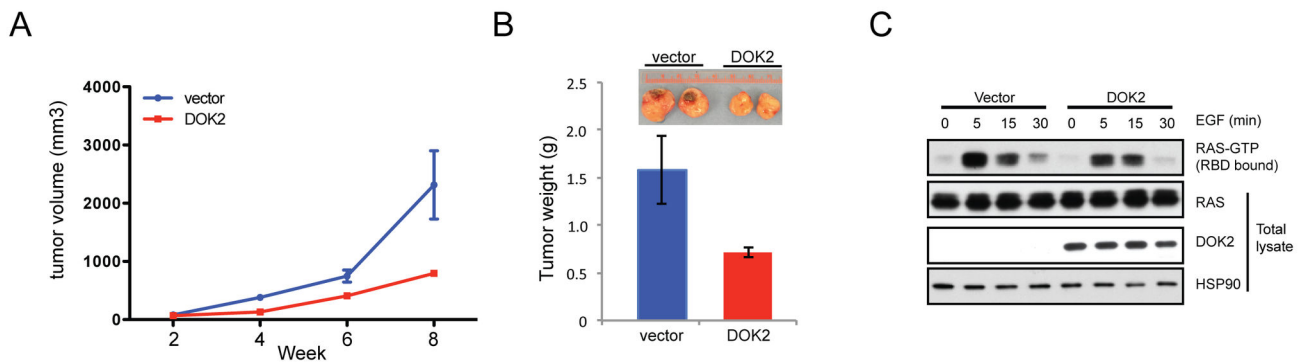 A
tumor volume (mm3)
4000
3000
2000
1000
0
vector
DOK2
2 4 6 8
Week
B
vector DOK2
Tumor weight (g)
2.5
2.0
1.5
1.0
0.5
0
vector DOK2
C
Vector DOK2
0 5 15 30 0 5 15 30 EGF (min)
RAS-GTP
(RBD bound)
RAS
DOK2
HSP90
Total
lysate